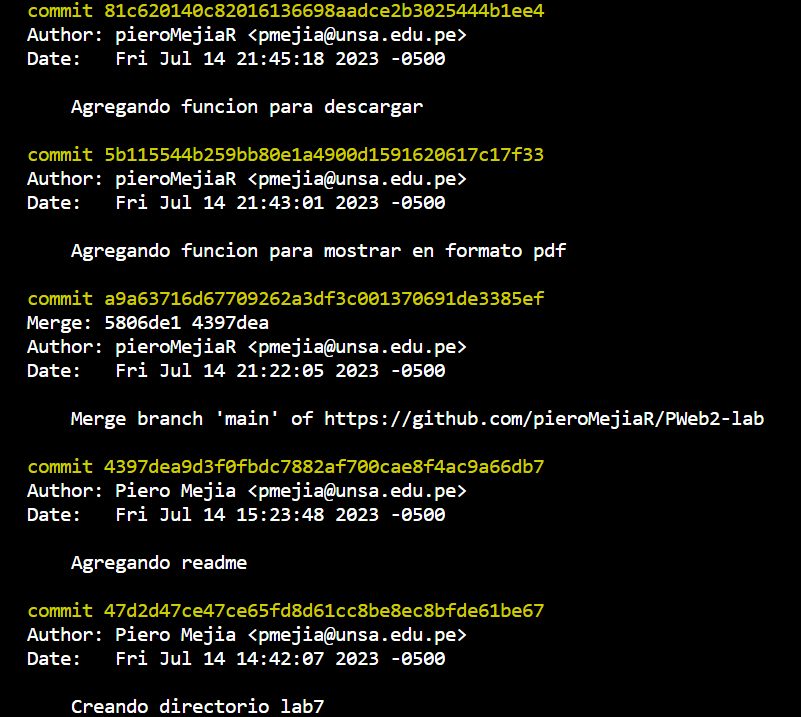 commit 81c620140c82016136698aadce2b3025444b1ee4
Author: pieroMejiaR <pmejia@unsa.edu.pe>
Date:   Fri Jul 14 21:45:18 2023 -0500
Agregando funcion para descargar
commit 5b115544b259bb80e1a4900d1591620617c17f33
Author: pieroMejiaR <pmejia@unsa.edu.pe>
Date:   Fri Jul 14 21:43:01 2023 -0500
Agregando funcion para mostrar en formato pdf
commit a9a63716d67709262a3df3c001370691de3385ef
Merge: 5806de1 4397dea
Author: pieroMejiaR <pmejia@unsa.edu.pe>
Date:   Fri Jul 14 21:22:05 2023 -0500
Merge branch 'main' of https://github.com/pieroMejiaR/PWeb2-lab
commit 4397dea9d3f0fbdc7882af700cae8f4ac9a66db7
Author: Piero Mejia <pmejia@unsa.edu.pe>
Date:   Fri Jul 14 15:23:48 2023 -0500
Agregando readme
commit 47d2d47ce47ce65fd8d61cc8be8ec8bfde61be67
Author: Piero Mejia <pmejia@unsa.edu.pe>
Date:   Fri Jul 14 14:42:07 2023 -0500
Creando directorio lab7